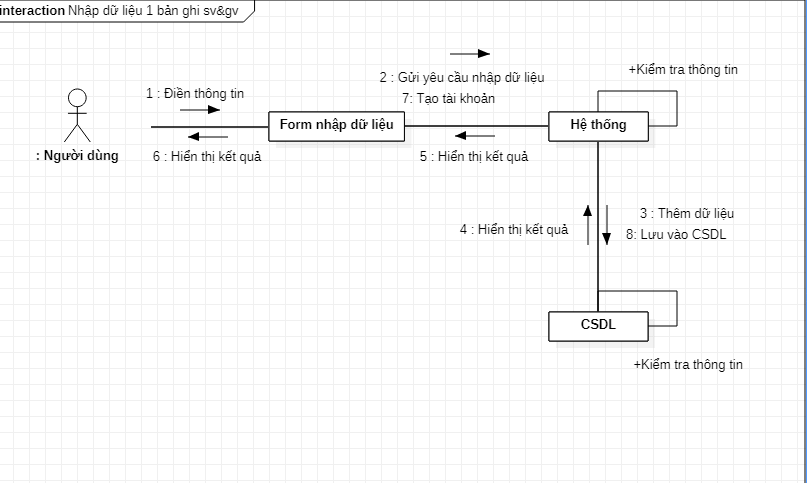 interaction Nhập dữ liệu 1 bản ghi sv&gv
+Kiểm tra thông tin
2 : Gửi yêu cầu nhập dữ liệu
1 : Điền thông tin
7: Tạo tài khoản
Form nhập dữ liệu
Hệ thống
: Người dùng
6 : Hiển thị kết quả
5 : Hiển thị kết quả
3 : Thêm dữ liệu
4 : Hiển thị kết quả
8: Lưu vào CSDL
CSDL
+Kiểm tra thông tin